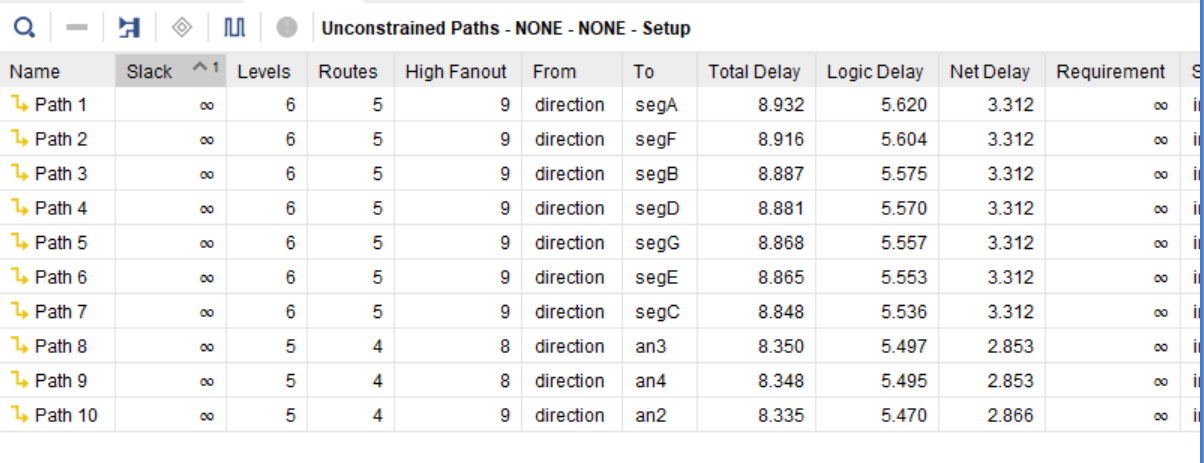 Unconstrained Paths - NONE - NONE - Setup
Name Slack ^1 Levels Routes High Fanout From To Total Delay Logic Delay Net Delay Requirement S
Path 1 ∞ 6 5 9 direction segA 8.932 5.620 3.312 ∞ i
Path 2 ∞ 6 5 9 direction segF 8.916 5.604 3.312 ∞ i
Path 3 ∞ 6 5 9 direction segB 8.887 5.575 3.312 ∞ i
Path 4 ∞ 6 5 9 direction segD 8.881 5.570 3.312 ∞ i
Path 5 ∞ 6 5 9 direction segG 8.868 5.557 3.312 ∞ i
Path 6 ∞ 6 5 9 direction segE 8.865 5.553 3.312 ∞ i
Path 7 ∞ 6 5 9 direction segC 8.848 5.536 3.312 ∞ i
Path 8 ∞ 5 4 8 direction an3 8.350 5.497 2.853 ∞ i
Path 9 ∞ 5 4 8 direction an4 8.348 5.495 2.853 ∞ i
Path 10 ∞ 5 4 9 direction an2 8.335 5.470 2.866 ∞ i